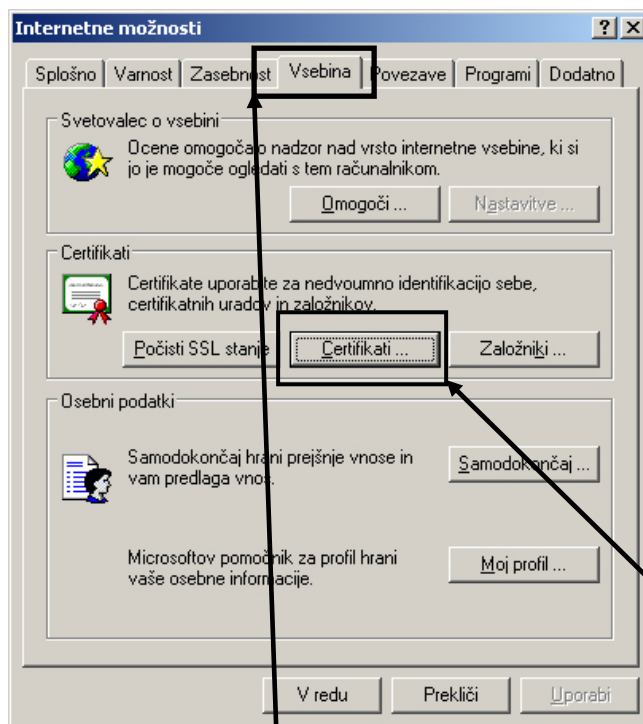 Internetne možnosti
Splošno Varnost Zasebnost Vsebina Povezave Programi Dodatno
Svetovalec o vsebini
Ocene omogočajo nadzor nad vrsto internetne vsebine, ki si
jo je mogoče ogledati s tem računalnikom.
Omogoči ... Nastavitve ...
Certifikati
Certifikate uporabite za nedvoumno identifikacijo sebe,
certifikatnih uradov in založnikov.
Počisti SSL stanje Certifikati ... Založniki ...
Osebni podatki
Samodokončaj hrani prejšnje vnose in
vam predlaga vnos.
Samodokončaj ...
Microsoftov pomočnik za profil hrani
vaše osebne informacije.
Moj profil ...
V redu Prekliči Uporabi